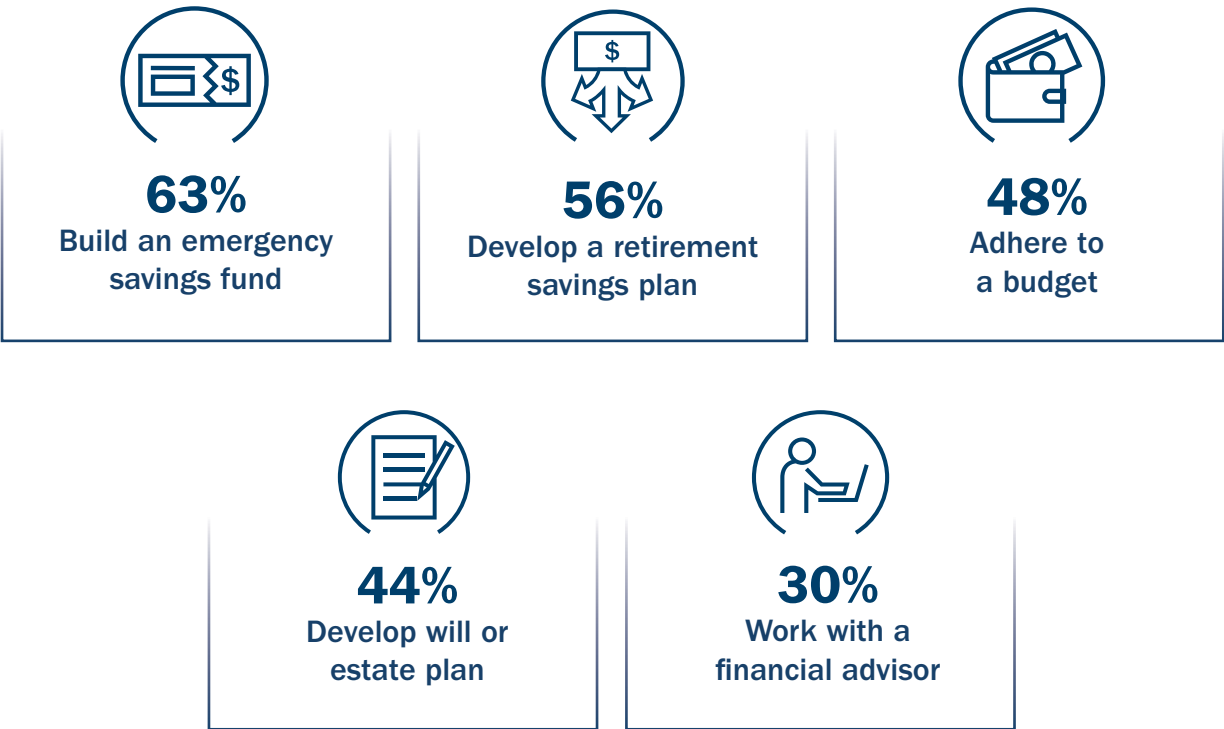 $
$
63%
Build an emergency
savings fund
56%
Develop a retirement
savings plan
48%
Adhere to
a budget
44%
Develop will or
estate plan
30%
Work with a
financial advisor